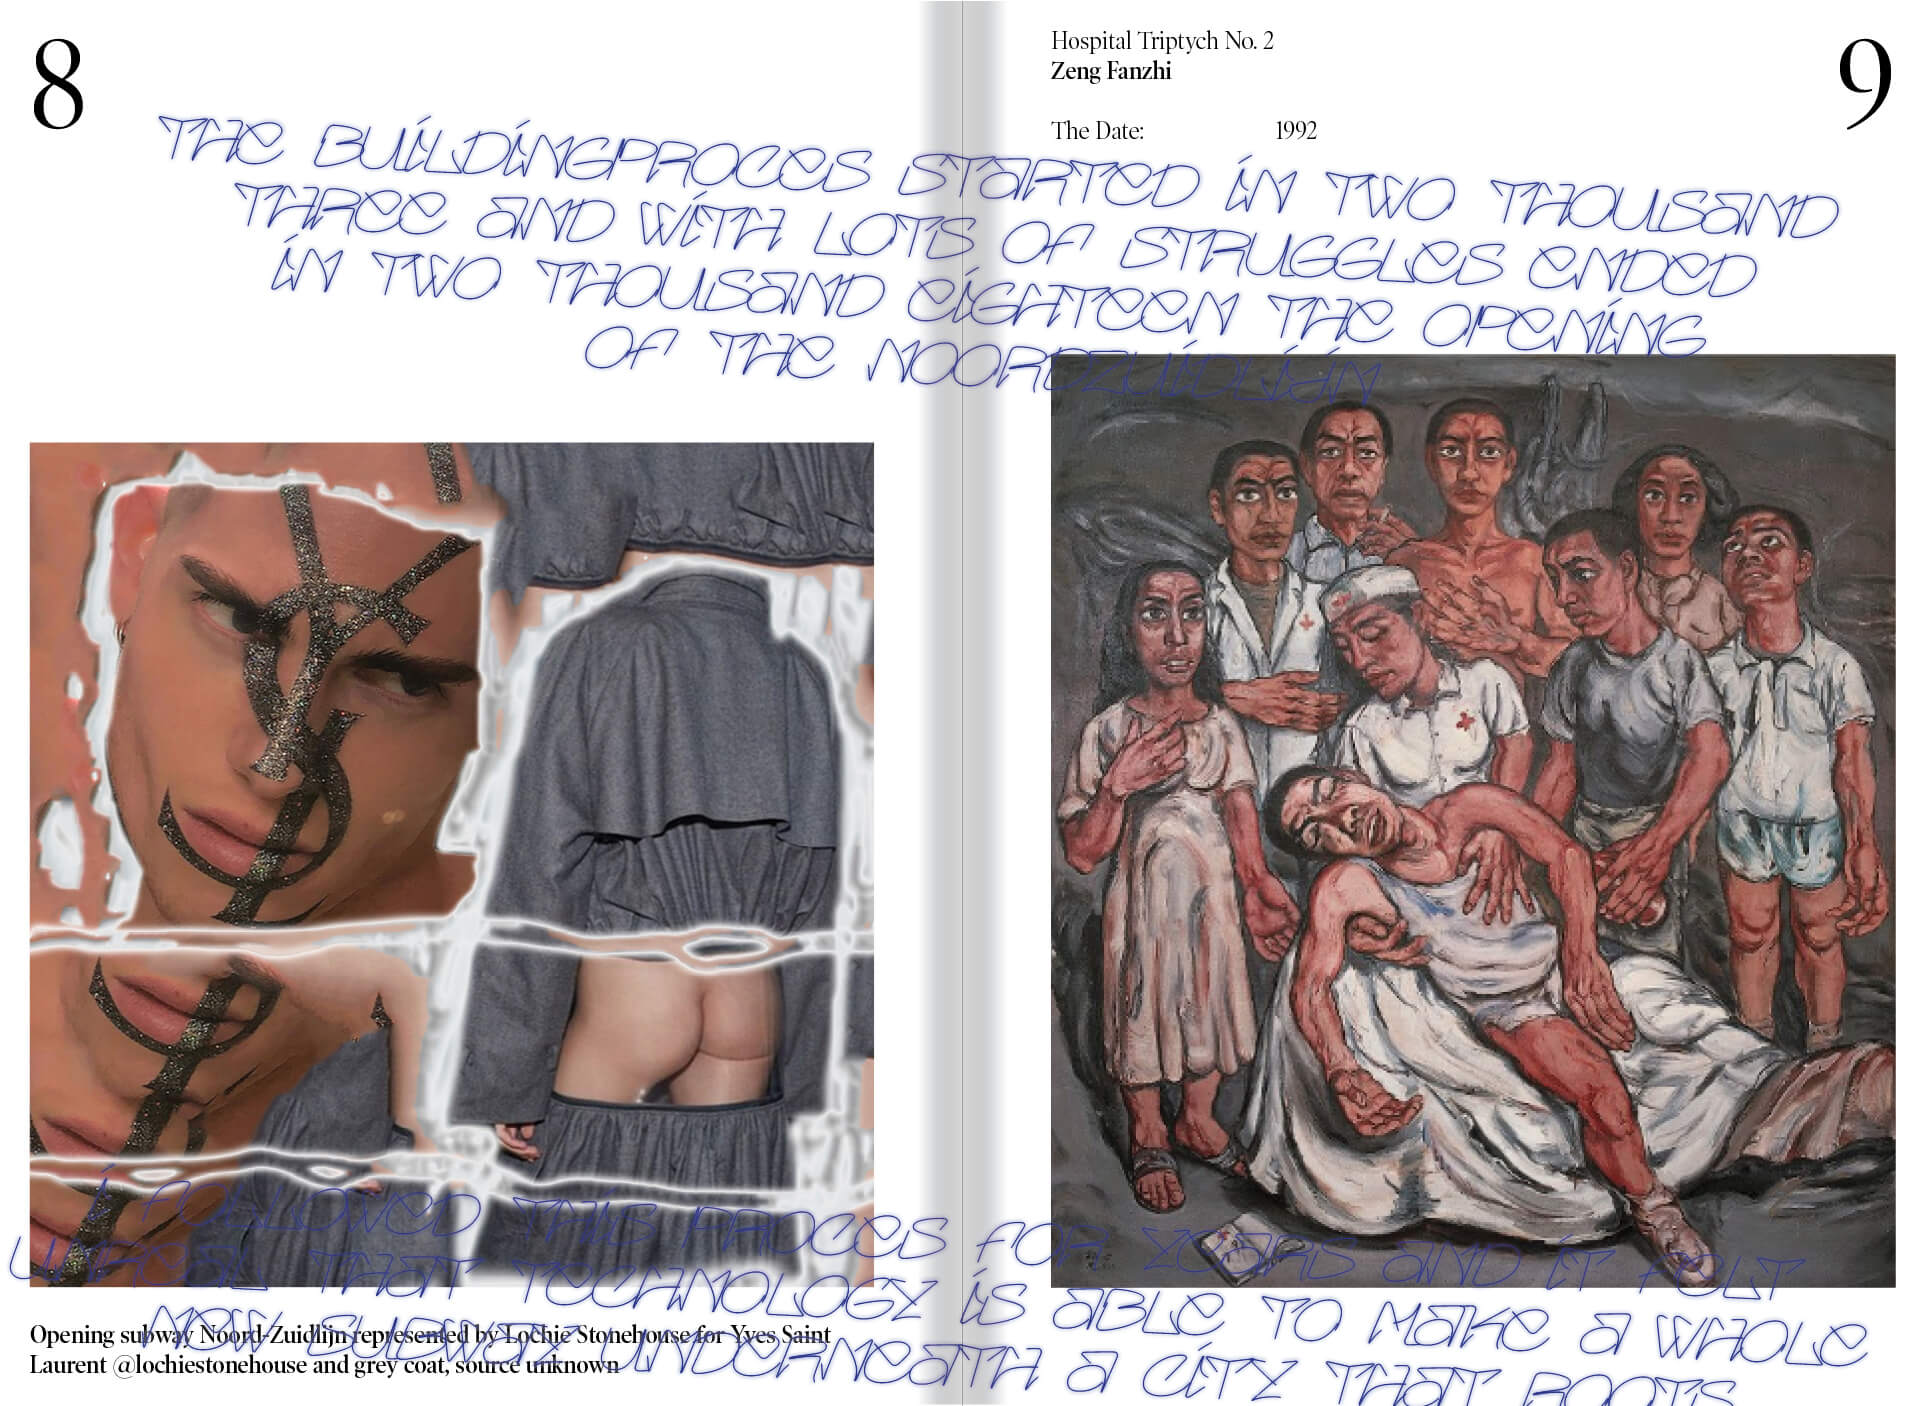 8
Hospital Triptych No. 2
Zeng Fanzhi
9
The Date: 1992
THE BUILDINGPROCES STARTED IN TWO THOUSAND
THREE AND WITH LOTS OF STRUGGLES ENDED
IN TWO THOUSAND EIGHTEEN THE OPENING
OF THE NOORDZUIDLIJN
I FOLLOWED THIS PROCES FOR YEARS AND IT FELT
UNREAL THAT TECHNOLOGY IS ABLE TO MAKE A WHOLE
NEW SUBWAY UNDERNEATH A CITY THAT ROOTS
Opening subway Noord-Zuidlijn represented by Lochie Stonehouse for Yves Saint
Laurent @lochiestonehouse and grey coat, source unknown